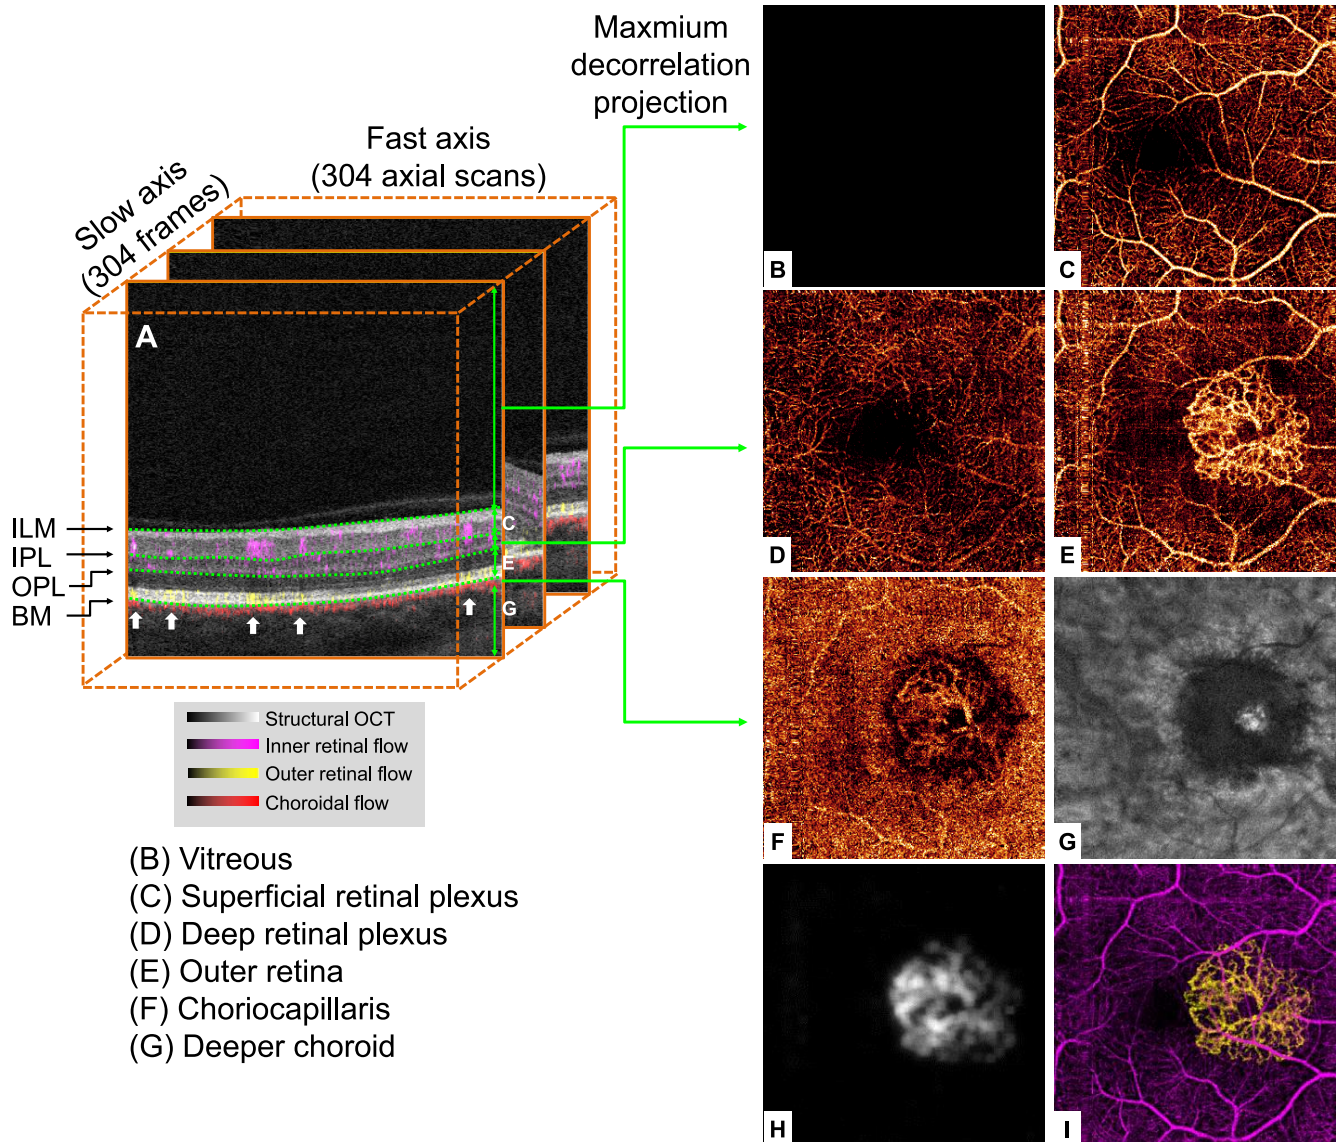 Maxmium
decorrelation
projection
Fast axis
(304 axial scans)
Slow axis
(304 frames)
A
ILM
IPL
OPL
BM
C
E
G
Structural OCT
Inner retinal flow
Outer retinal flow
Choroidal flow
(B) Vitreous
(C) Superficial retinal plexus
(D) Deep retinal plexus
(E) Outer retina
(F) Choriocapillaris
(G) Deeper choroid
B
C
D
E
F
G
H
I